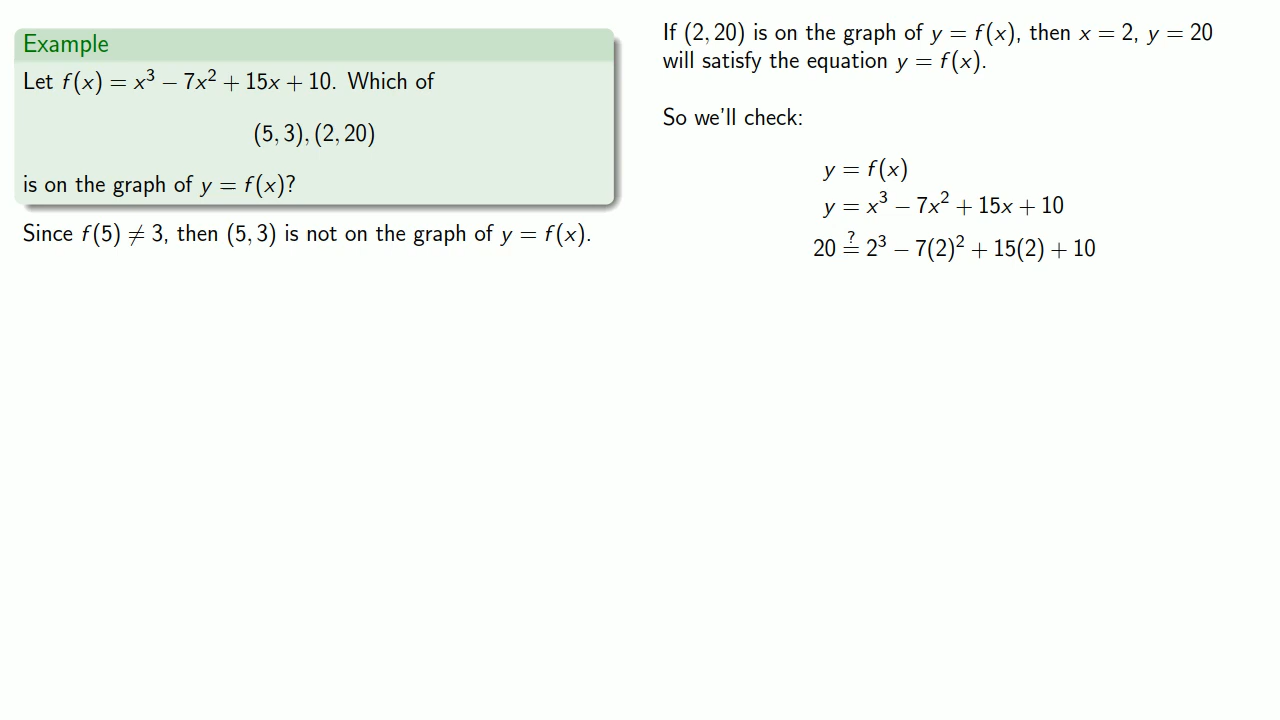 Example
Let f(x) = x³ − 7x² + 15x + 10. Which of
(5, 3), (2, 20)
is on the graph of y = f(x)?
Since f(5) ≠ 3, then (5, 3) is not on the graph of y = f(x).
If (2, 20) is on the graph of y = f(x), then x = 2, y = 20
will satisfy the equation y = f(x).
So we'll check:
y = f(x)
y = x³ − 7x² + 15x + 10
20 ≟ 2³ − 7(2)² + 15(2) + 10